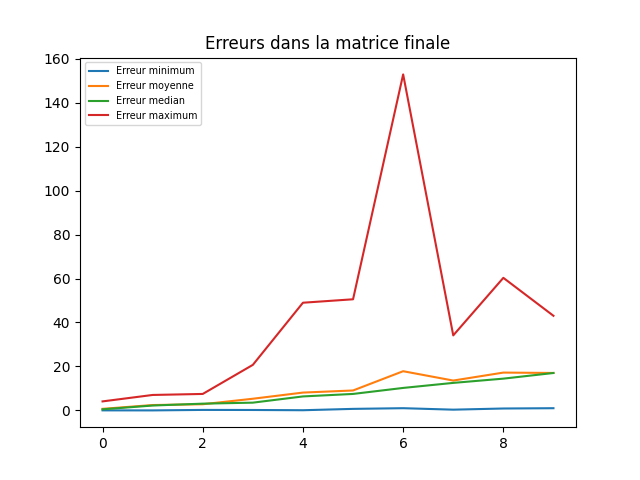 Erreurs dans la matrice finale
160
140
120
100
80
60
40
20
0
Erreur minimum
Erreur moyenne
Erreur median
Erreur maximum
0 2 4 6 8